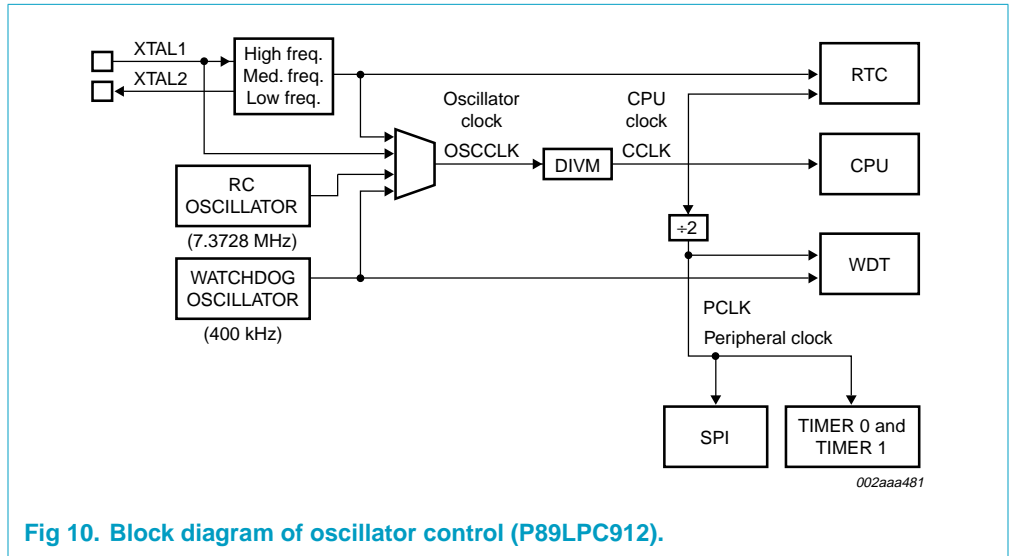 XTAL1
XTAL2
High freq.
Med. freq.
Low freq.
RTC
Oscillator
clock
OSCCLK
CPU
clock
CCLK
DIVM
CPU
RC
OSCILLATOR
(7.3728 MHz)
÷2
WDT
WATCHDOG
OSCILLATOR
(400 kHz)
PCLK
Peripheral clock
SPI
TIMER 0 and
TIMER 1
002aaa481
Fig 10. Block diagram of oscillator control (P89LPC912).